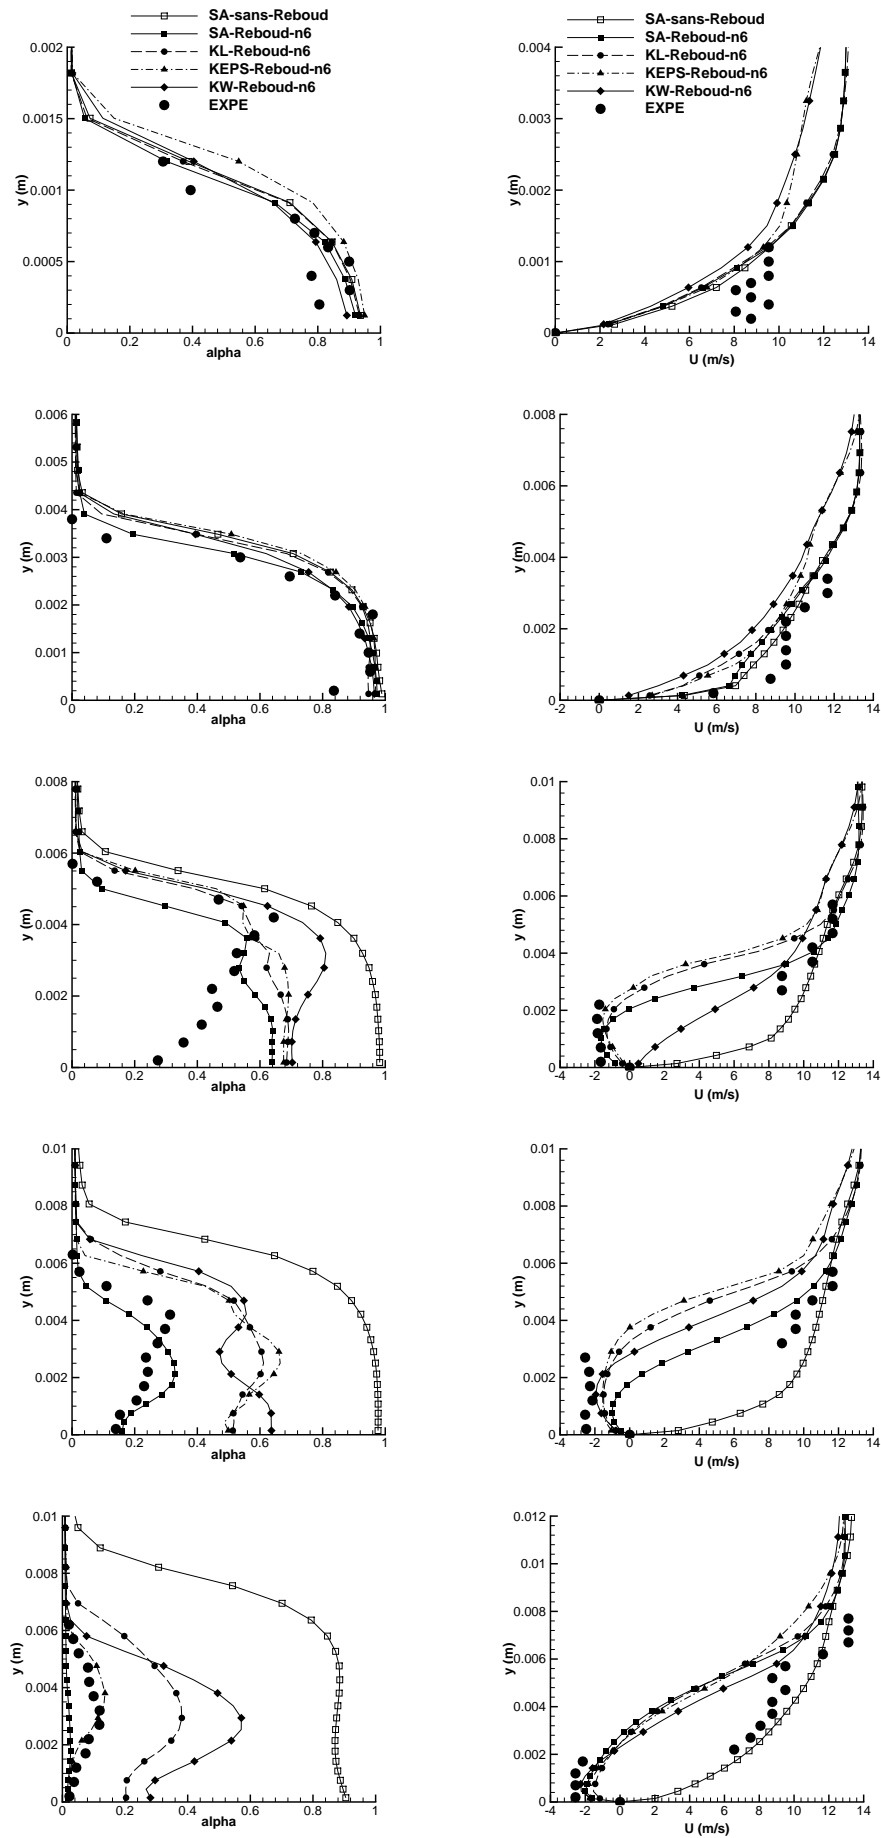 SA-sans-Reboud
SA-Reboud-n6
KL-Reboud-n6
KEPS-Reboud-n6
KW-Reboud-n6
EXPE
y (m)
0.002
0.0015
0.001
0.0005
0
0 0.2 0.4 0.6 0.8 1
alpha
SA-sans-Reboud
SA-Reboud-n6
KL-Reboud-n6
KEPS-Reboud-n6
KW-Reboud-n6
EXPE
y (m)
0.004
0.003
0.002
0.001
0
0 2 4 6 8 10 12 14
U (m/s)
y (m)
0.006
0.005
0.004
0.003
0.002
0.001
0
0 0.2 0.4 0.6 0.8 1
alpha
y (m)
0.008
0.006
0.004
0.002
0
-2 0 2 4 6 8 10 12 14
U (m/s)
y (m)
0.008
0.006
0.004
0.002
0
0 0.2 0.4 0.6 0.8 1
alpha
y (m)
0.01
0.008
0.006
0.004
0.002
0
-4 -2 0 2 4 6 8 10 12 14
U (m/s)
y (m)
0.01
0.008
0.006
0.004
0.002
0
0 0.2 0.4 0.6 0.8 1
alpha
y (m)
0.01
0.008
0.006
0.004
0.002
0
-4 -2 0 2 4 6 8 10 12 14
U (m/s)
y (m)
0.01
0.008
0.006
0.004
0.002
0
0 0.2 0.4 0.6 0.8 1
alpha
y (m)
0.012
0.01
0.008
0.006
0.004
0.002
0
-4 -2 0 2 4 6 8 10 12 14
U (m/s)